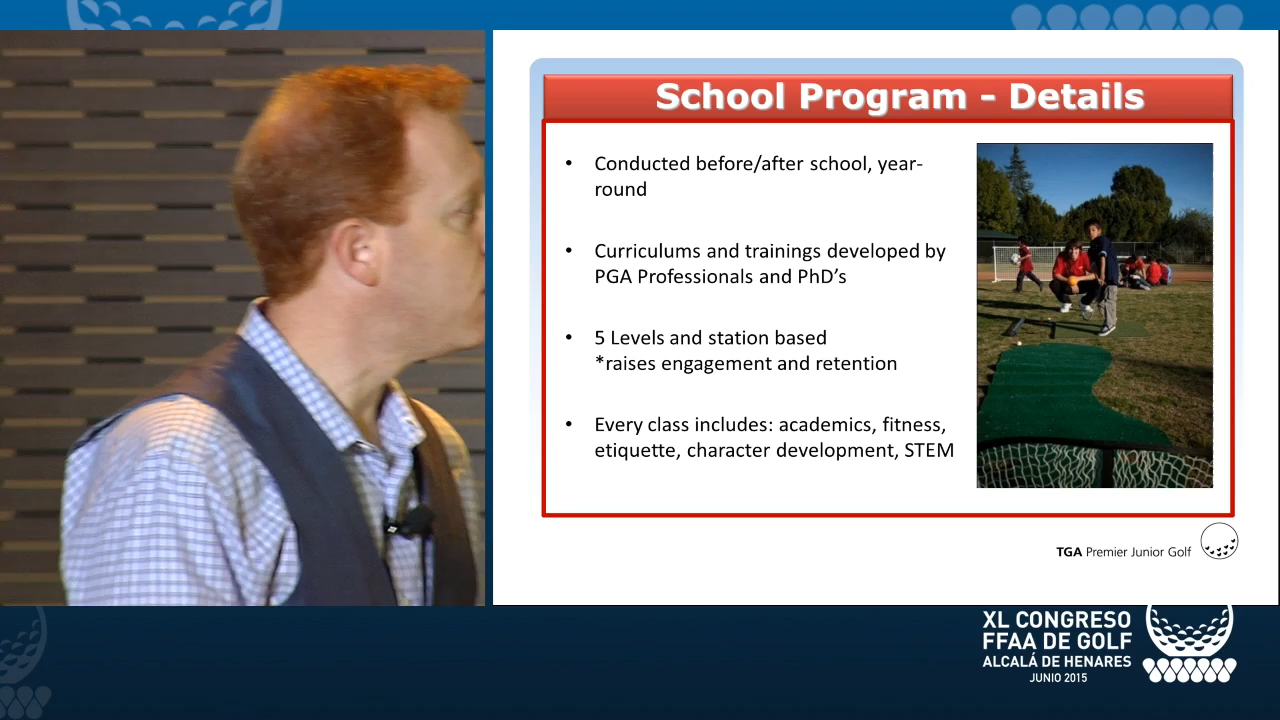 School Program - Details
• Conducted before/after school, year-
round
• Curriculums and trainings developed by
PGA Professionals and PhD’s
• 5 Levels and station based
*raises engagement and retention
• Every class includes: academics, fitness,
etiquette, character development, STEM
TGA Premier Junior Golf
XL CONGRESO
FFAA DE GOLF
ALCALÁ DE HENARES
JUNIO 2015